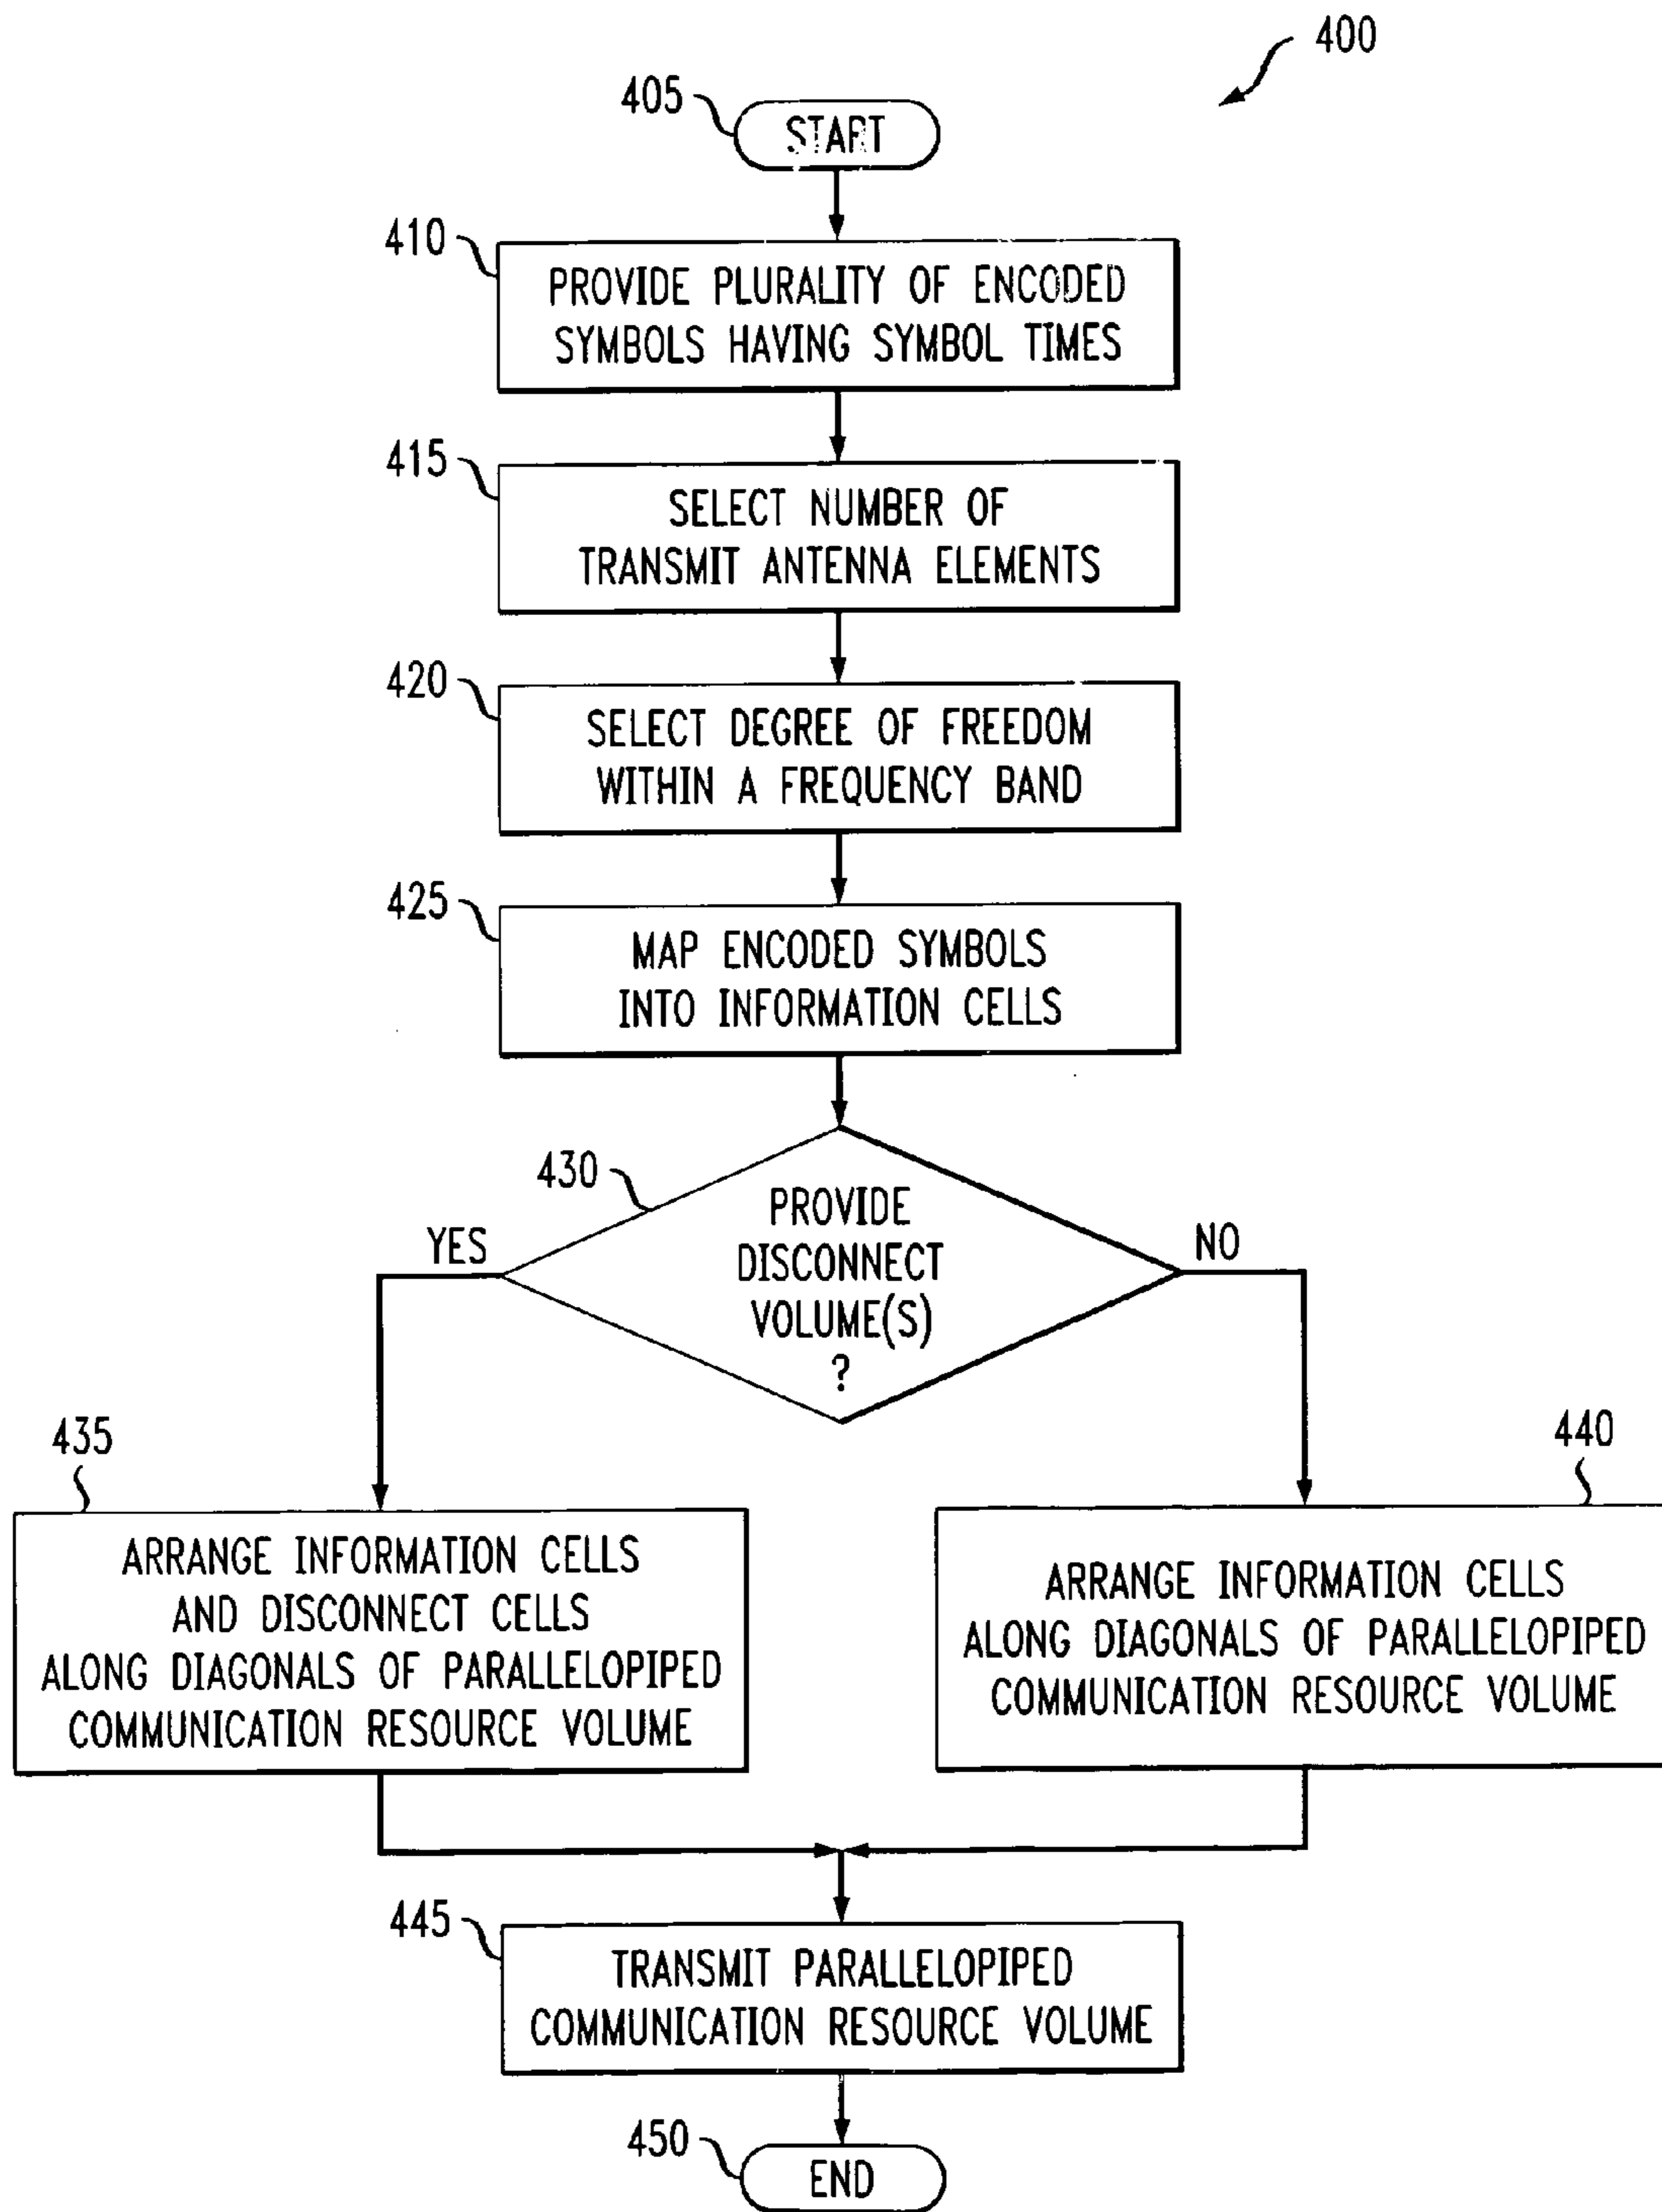 400
405
START
410
PROVIDE PLURALITY OF ENCODED
SYMBOLS HAVING SYMBOL TIMES
415
SELECT NUMBER OF
TRANSMIT ANTENNA ELEMENTS
420
SELECT DEGREE OF FREEDOM
WITHIN A FREQUENCY BAND
425
MAP ENCODED SYMBOLS
INTO INFORMATION CELLS
430
PROVIDE
DISCONNECT
VOLUME(S)
?
YES
NO
435
ARRANGE INFORMATION CELLS
AND DISCONNECT CELLS
ALONG DIAGONALS OF PARALLELOPIPED
COMMUNICATION RESOURCE VOLUME
440
ARRANGE INFORMATION CELLS
ALONG DIAGONALS OF PARALLELOPIPED
COMMUNICATION RESOURCE VOLUME
445
TRANSMIT PARALLELOPIPED
COMMUNICATION RESOURCE VOLUME
450
END